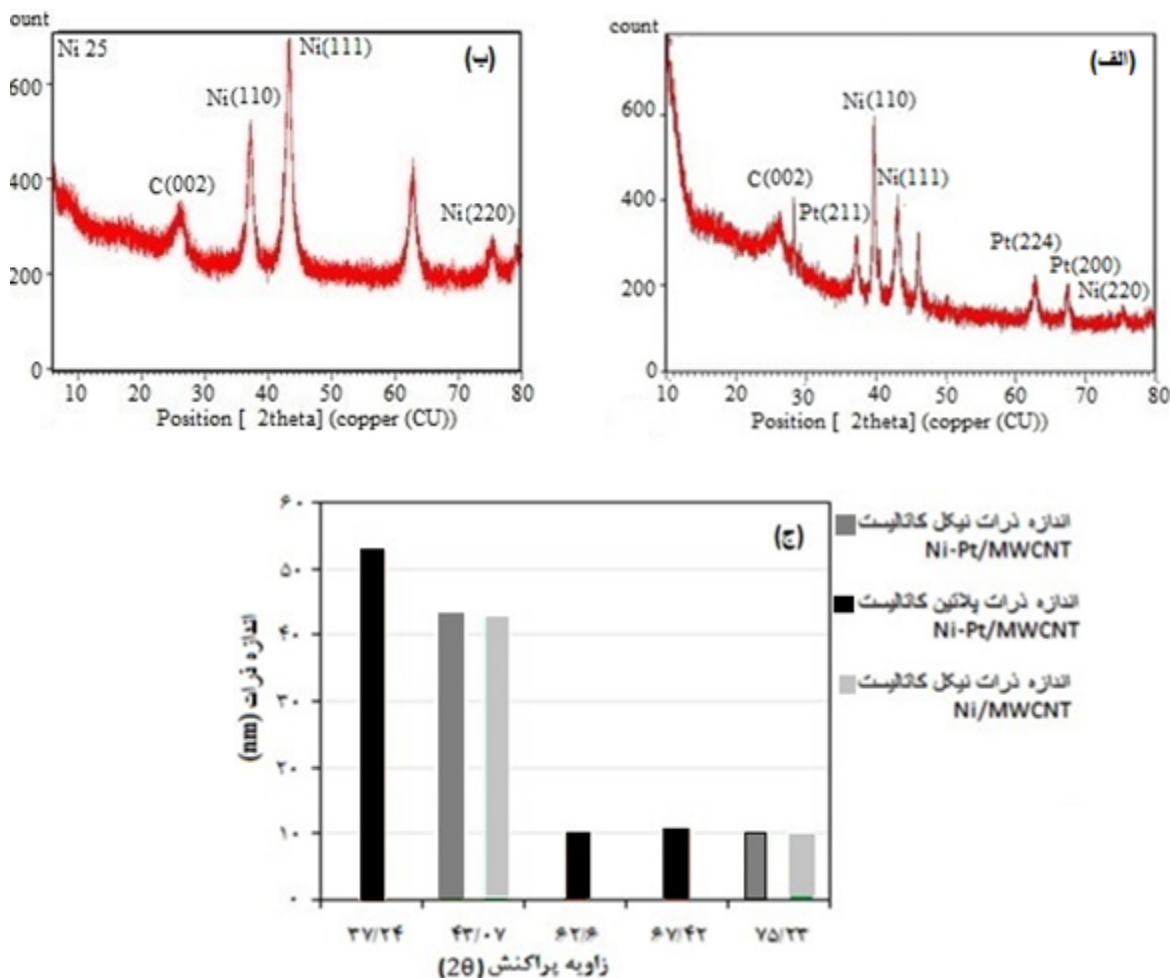 count
(ب)
Ni 25
Ni(111)
Ni(110)
C(002)
Ni(220)
600
400
200
0
10 20 30 40 50 60 70 80
Position [ 2theta] (copper (CU))
count
(الف)
Ni(110)
C(002)
Ni(111)
Pt(211)
Pt(224)
Pt(200)
Ni(220)
600
400
200
0
10 20 30 40 50 60 70 80
Position [ 2theta] (copper (CU))
(ج)
۶۰
۵۰
۴۰
۳۰
۲۰
۱۰
۰
اندازه ذرات (nm)
۳۷/۲۴ ۴۳/۰۷ ۶۲/۶ ۶۷/۴۲ ۷۵/۲۳
زاویه پراکنش (2θ)
اندازه ذرات نیکل کاتالیست
Ni-Pt/MWCNT
اندازه ذرات پلاتین کاتالیست
Ni-Pt/MWCNT
اندازه ذرات نیکل کاتالیست
Ni/MWCNT